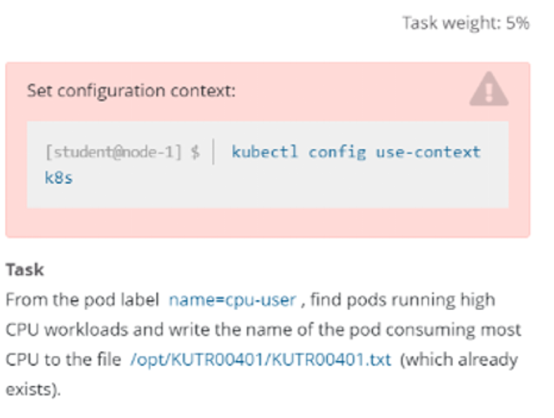 Task weight: 5%
Set configuration context:
[student@node-1] $ | kubectl config use-context
k8s
Task
From the pod label name=cpu-user , find pods running high
CPU workloads and write the name of the pod consuming most
CPU to the file /opt/KUTR00401/KUTR00401.txt (which already
exists).